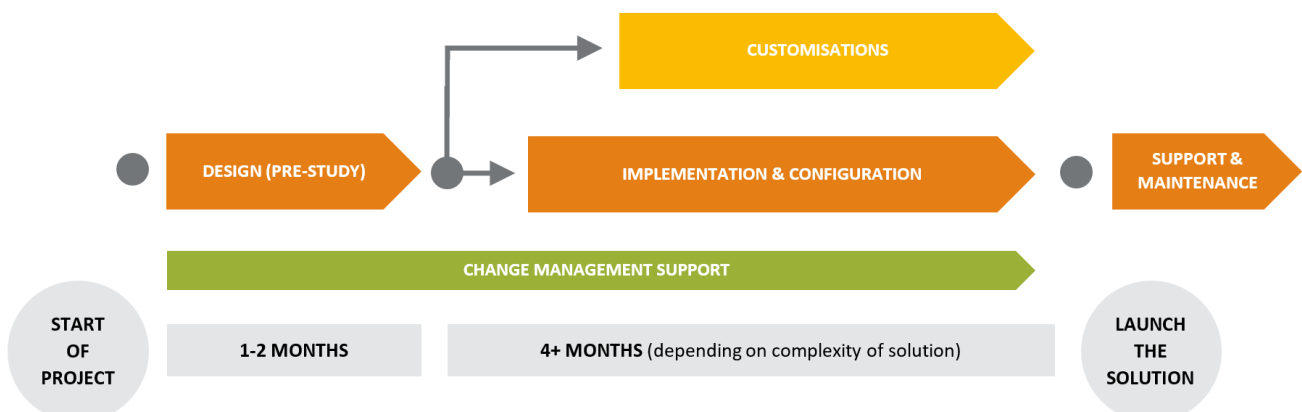 CUSTOMISATIONS
DESIGN (PRE-STUDY)
IMPLEMENTATION & CONFIGURATION
SUPPORT &
MAINTENANCE
CHANGE MANAGEMENT SUPPORT
START
OF
PROJECT
1-2 MONTHS
4+ MONTHS (depending on complexity of solution)
LAUNCH
THE
SOLUTION